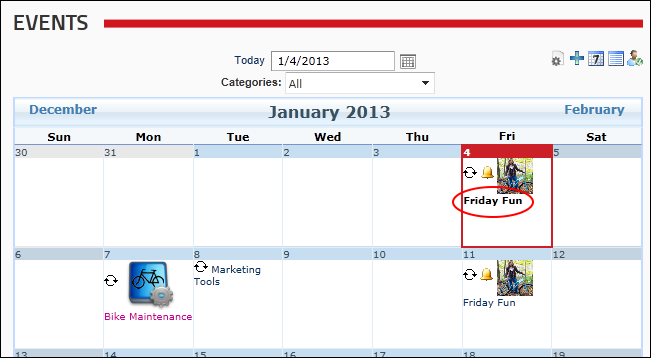 EVENTS
Today 1/4/2013
7
Categories: All
December January 2013 February
Sun Mon Tue Wed Thu Fri Sat
30 31 1 2 3 4 5
Friday Fun
6 7 8 9 10 11 12
Marketing
Tools
Bike Maintenance
Friday Fun
13 14 15 16 17 18 19